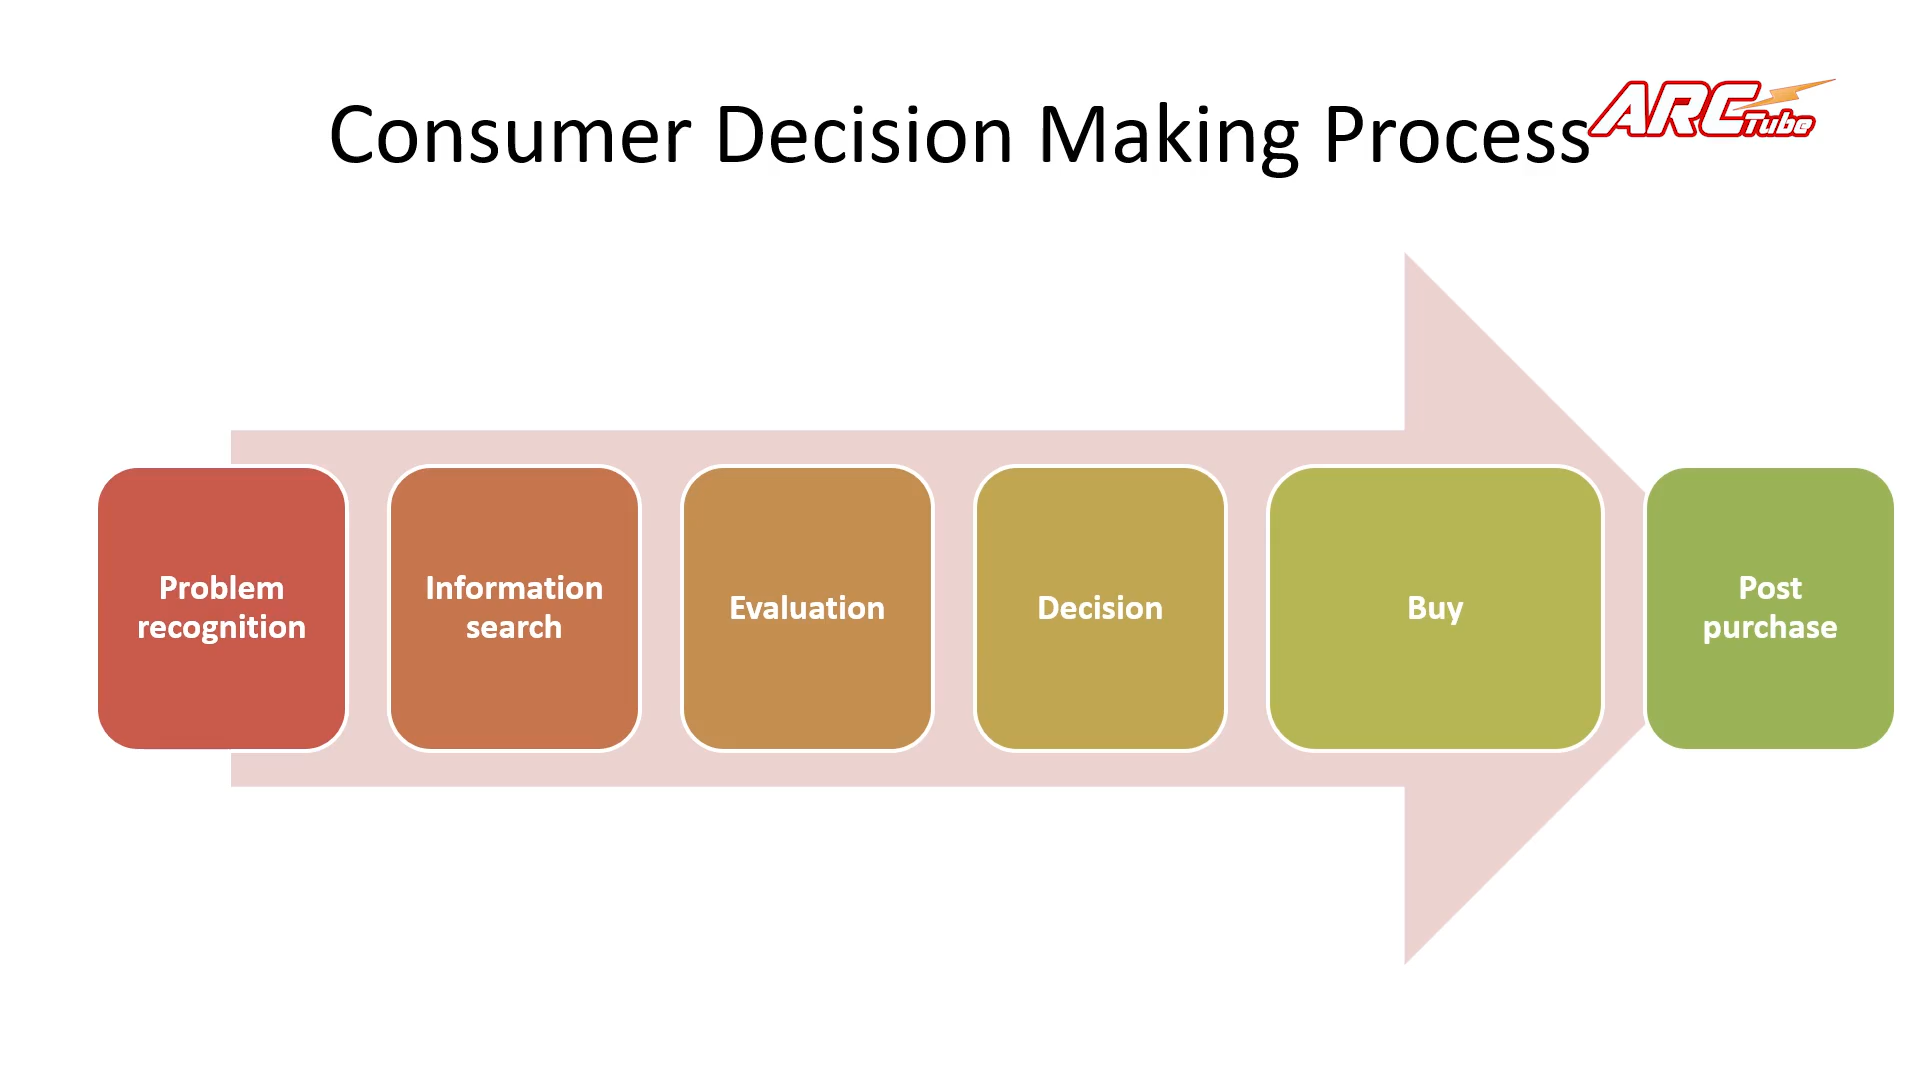 Consumer Decision Making Process
ARC Tube
Problem
recognition
Information
search
Evaluation
Decision
Buy
Post
purchase